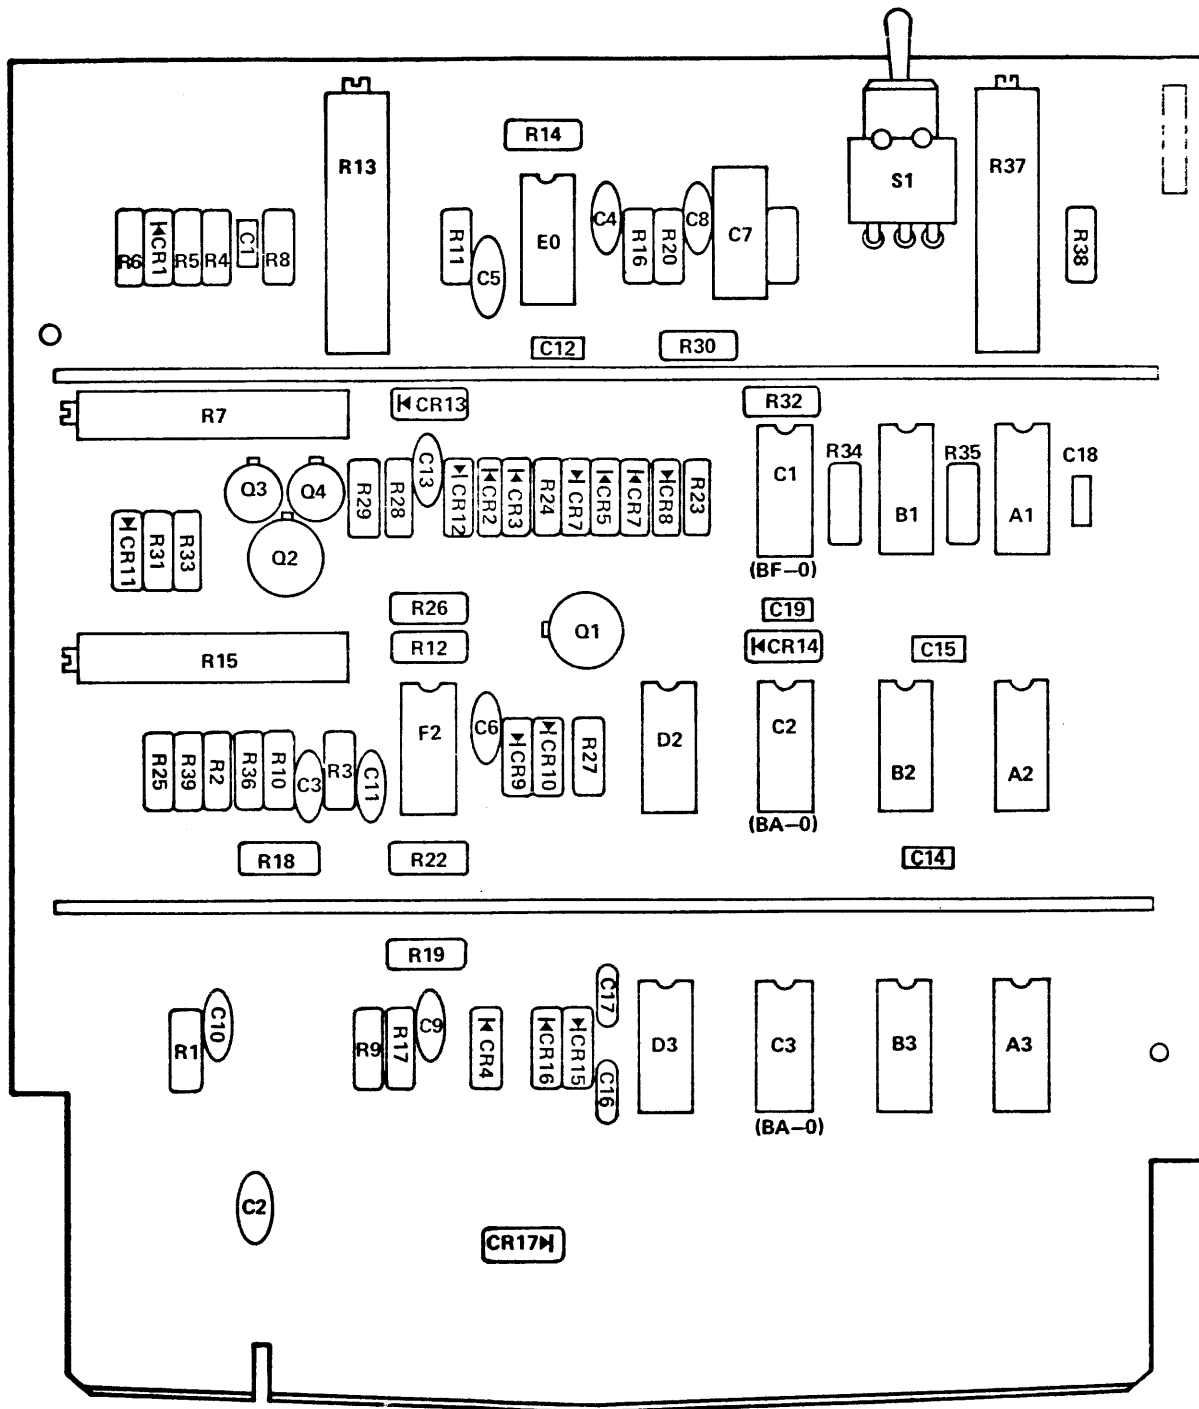 R14
R13
S1
R37
R6
CR1
R5
R4
C1
R8
R11
C5
E0
C4
R16
R20
C8
C7
R38
C12
R30
R7
CR13
R32
Q3
Q4
R29
R28
C13
CR12
CR2
CR3
R24
CR7
CR5
CR7
CR8
R23
C1
R34
B1
R35
A1
C18
CR11
R31
R33
Q2
(BF-0)
R26
Q1
C19
R12
CR14
C15
R15
R25
R39
R2
R36
R10
C3
R3
C11
F2
C6
CR9
CR10
R27
D2
C2
B2
A2
(BA-0)
R18
R22
C14
R19
R1
C10
R9
R17
C9
CR4
CR16
CR15
C17
C16
D3
C3
B3
A3
(BA-0)
C2
CR17